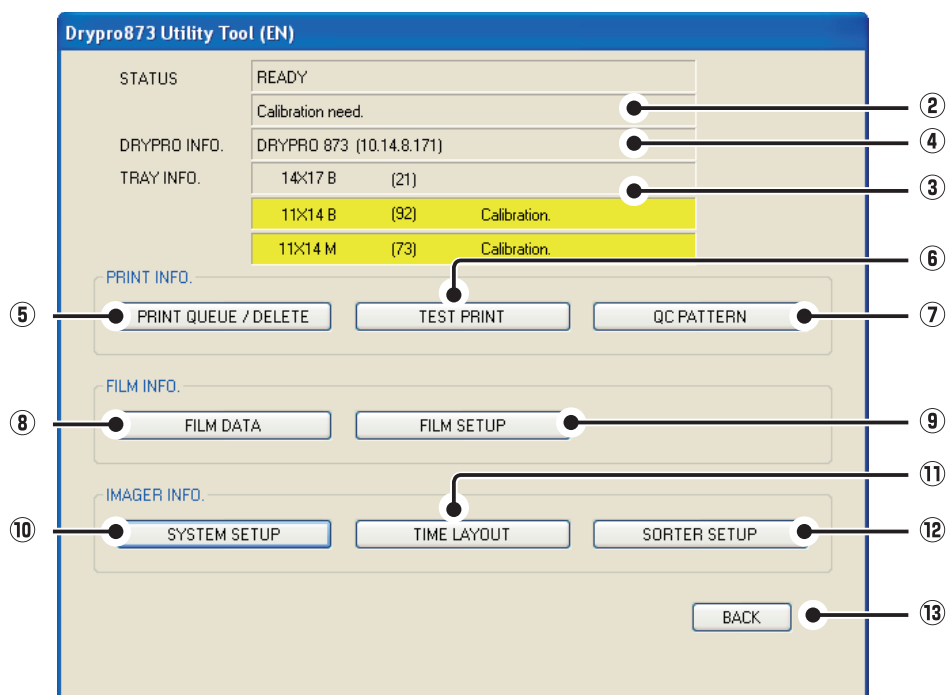 Drypro873 Utility Tool (EN)
STATUS READY
Calibration need. ②
DRYPRO INFO. DRYPRO 873 (10.14.8.171) ④
TRAY INFO. 14X17 B (21) ③
11X14 B (92) Calibration.
11X14 M (73) Calibration.
⑥
PRINT INFO.
⑤ PRINT QUEUE / DELETE TEST PRINT QC PATTERN ⑦
FILM INFO.
⑧ FILM DATA FILM SETUP ⑨
⑪
IMAGER INFO.
⑩ SYSTEM SETUP TIME LAYOUT SORTER SETUP ⑫
BACK ⑬